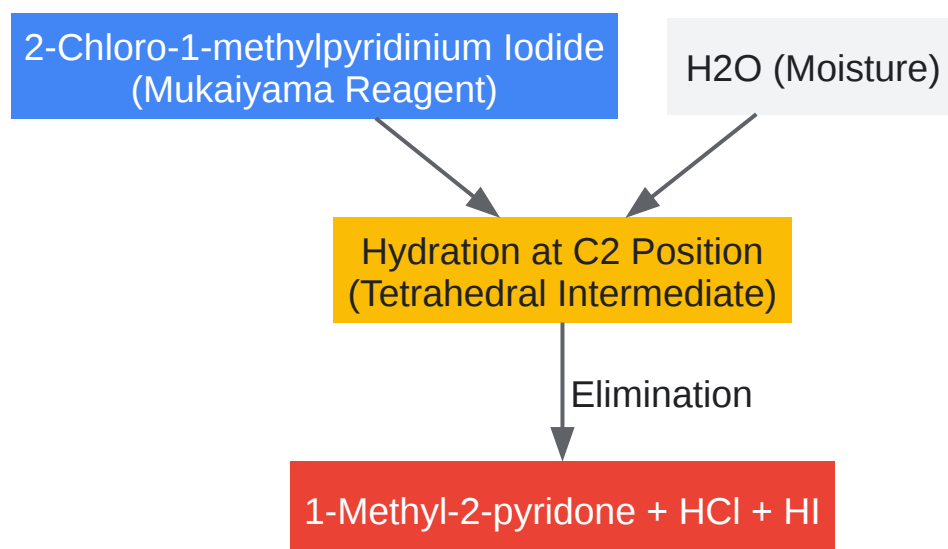 2-Chloro-1-methylpyridinium Iodide
(Mukaiyama Reagent)
H2O (Moisture)
Hydration at C2 Position
(Tetrahedral Intermediate)
Elimination
1-Methyl-2-pyridone + HCl + HI